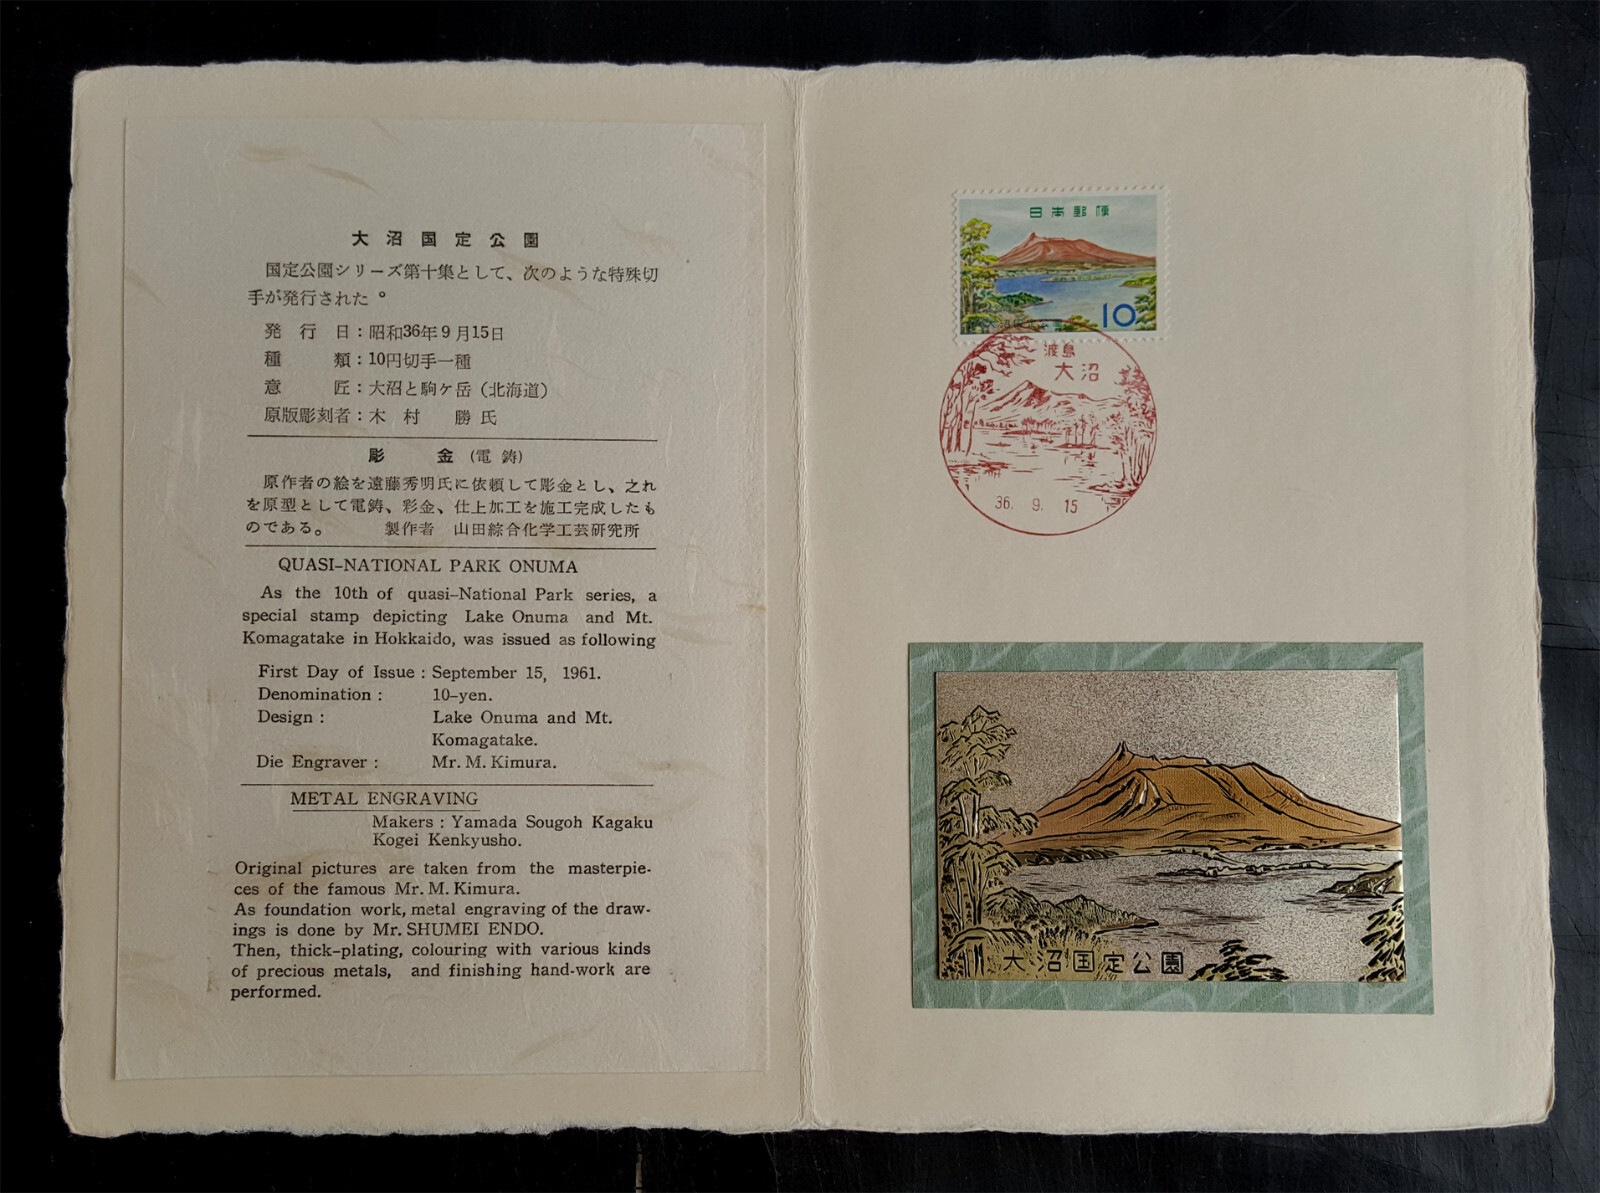 大沼国定公園
国定公園シリーズ第十集として、次のような特殊切
手が発行された。
発行日：昭和36年9月15日
種類：10円切手一種
意匠：大沼と駒ケ岳（北海道）
原版彫刻者：木村 勝氏
彫金（電鋳）
原作者の絵を遠藤秀明氏に依頼して彫金とし、之れ
を原型として電鋳、彩金、仕上加工を施工完成したも
のである。 製作者 山田綜合化学工芸研究所
QUASI-NATIONAL PARK ONUMA
As the 10th of quasi-National Park series, a
special stamp depicting Lake Onuma and Mt.
Komagatake in Hokkaido, was issued as following
First Day of Issue : September 15, 1961.
Denomination : 10-yen.
Design : Lake Onuma and Mt.
Komagatake.
Die Engraver : Mr. M. Kimura.
METAL ENGRAVING
Makers : Yamada Sougoh Kagaku
Kogei Kenkyusho.
Original pictures are taken from the masterpie-
ces of the famous Mr. M. Kimura.
As foundation work, metal engraving of the draw-
ings is done by Mr. SHUMEI ENDO.
Then, thick-plating, colouring with various kinds
of precious metals, and finishing hand-work are
performed.
日本郵便
10
大沼国定公園
渡島
大沼
36. 9. 15
大沼国定公園